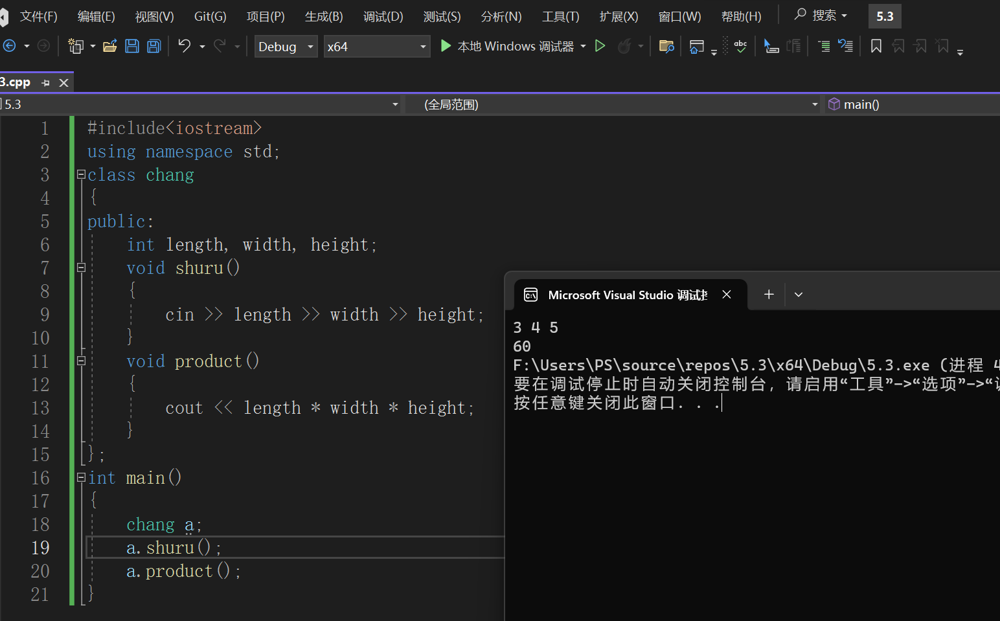 文件(F) 编辑(E) 视图(V) Git(G) 项目(P) 生成(B) 调试(D) 测试(S) 分析(N) 工具(T) 扩展(X) 窗口(W) 帮助(H) 搜索 5.3
Debug x64 本地 Windows 调试器 abc
3.cpp
5.3 (全局范围) main()
1 #include<iostream>
2 using namespace std;
3 class chang
4 {
5 public:
6 int length, width, height;
7 void shuru()
8 {
9 cin >> length >> width >> height;
10 }
11 void product()
12 {
13 cout << length * width * height;
14 }
15 };
16 int main()
17 {
18 chang a;
19 a.shuru();
20 a.product();
21 }
Microsoft Visual Studio 调试
3 4 5
60
F:\Users\PS\source\repos\5.3\x64\Debug\5.3.exe (进程 4
要在调试停止时自动关闭控制台, 请启用“工具”->“选项”->“
按任意键关闭此窗口. . .